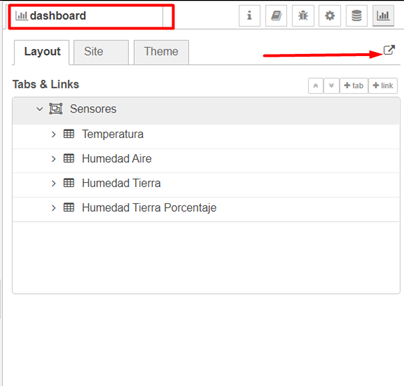 dashboard
i
Layout Site Theme
Tabs & Links
+ tab + link
Sensores
Temperatura
Humedad Aire
Humedad Tierra
Humedad Tierra Porcentaje